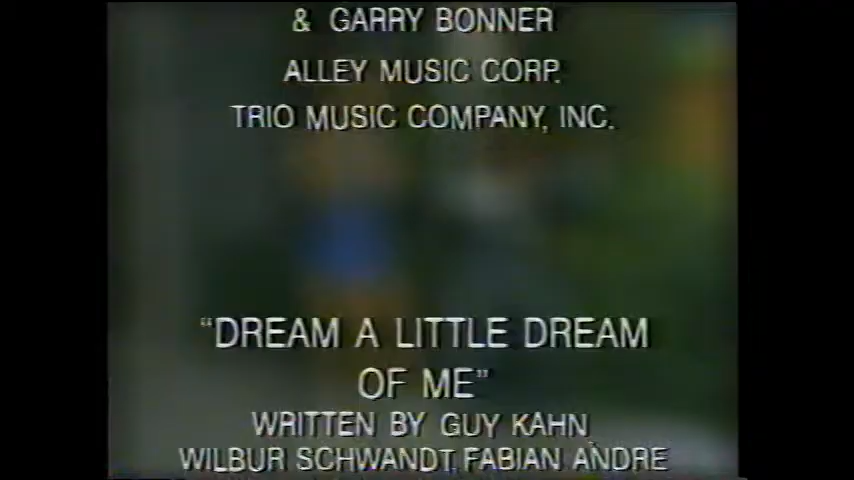 & GARRY BONNER
ALLEY MUSIC CORP.
TRIO MUSIC COMPANY, INC.
"DREAM A LITTLE DREAM
OF ME"
WRITTEN BY GUY KAHN,
WILBUR SCHWANDT, FABIAN ANDRE